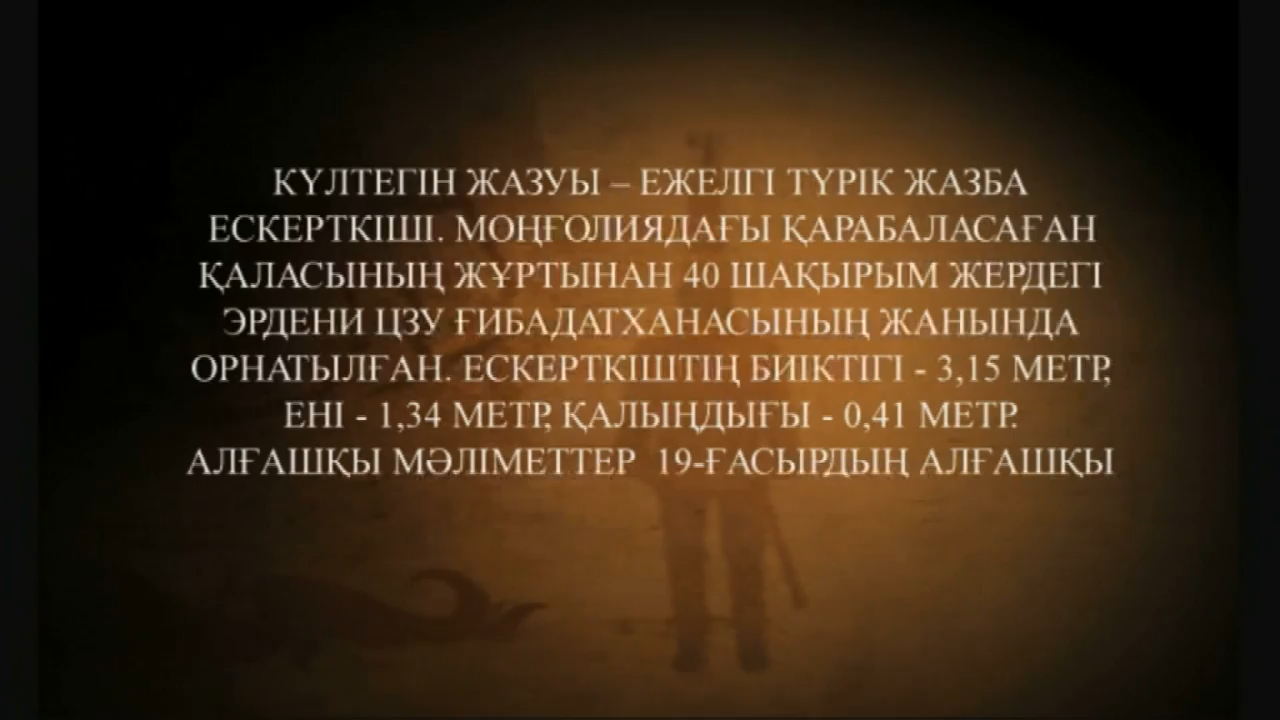 КҮЛТЕГІН ЖАЗУЫ – ЕЖЕЛГІ ТҮРІК ЖАЗБА
ЕСКЕРТКІШІ. МОҢҒОЛИЯДАҒЫ ҚАРАБАЛАСАҒАН
ҚАЛАСЫНЫҢ ЖҰРТЫНАН 40 ШАҚЫРЫМ ЖЕРДЕГІ
ЭРДЕНИ ЦЗУ ҒИБАДАТХАНАСЫНЫҢ ЖАНЫНДА
ОРНАТЫЛҒАН. ЕСКЕРТКІШТІҢ БИІКТІГІ - 3,15 МЕТР,
ЕНІ - 1,34 МЕТР, ҚАЛЫҢДЫҒЫ - 0,41 МЕТР.
АЛҒАШҚЫ МӘЛІМЕТТЕР 19-ҒАСЫРДЫҢ АЛҒАШҚЫ